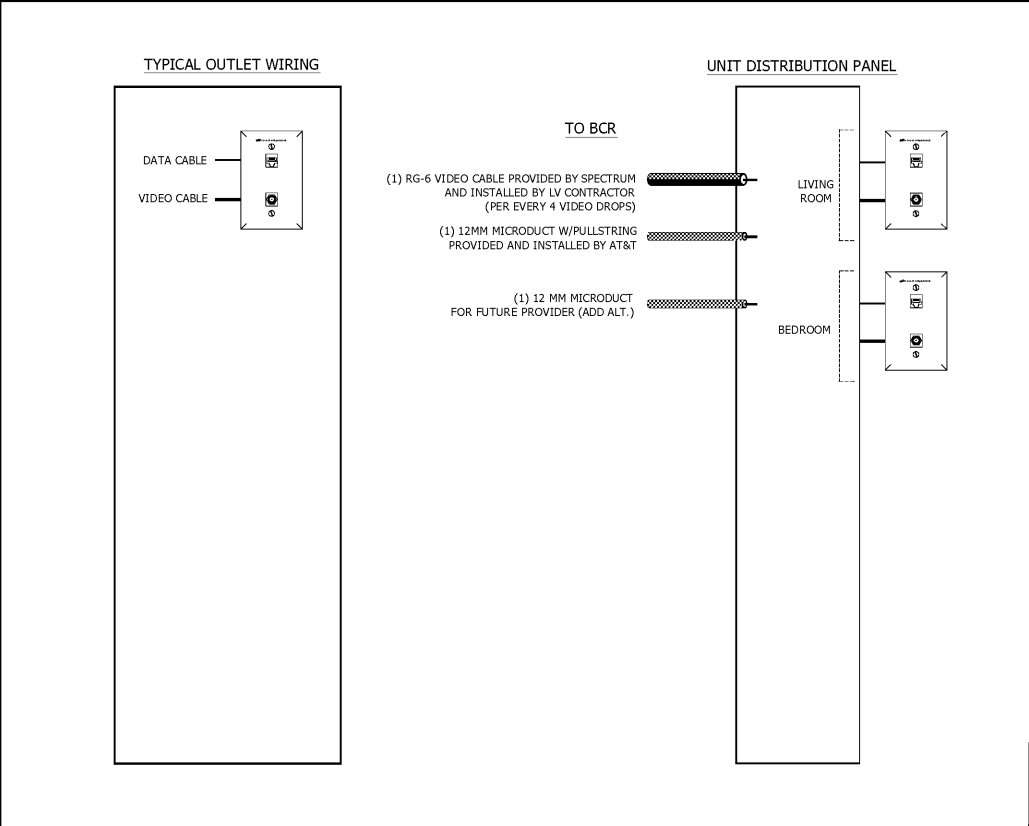 TYPICAL OUTLET WIRING
DATA CABLE
VIDEO CABLE
UNIT DISTRIBUTION PANEL
TO BCR
(1) RG-6 VIDEO CABLE PROVIDED BY SPECTRUM
AND INSTALLED BY LV CONTRACTOR
(PER EVERY 4 VIDEO DROPS)
(1) 12MM MICRODUCT W/PULLSTRING
PROVIDED AND INSTALLED BY AT&T
(1) 12 MM MICRODUCT
FOR FUTURE PROVIDER (ADD ALT.)
LIVING
ROOM
BEDROOM